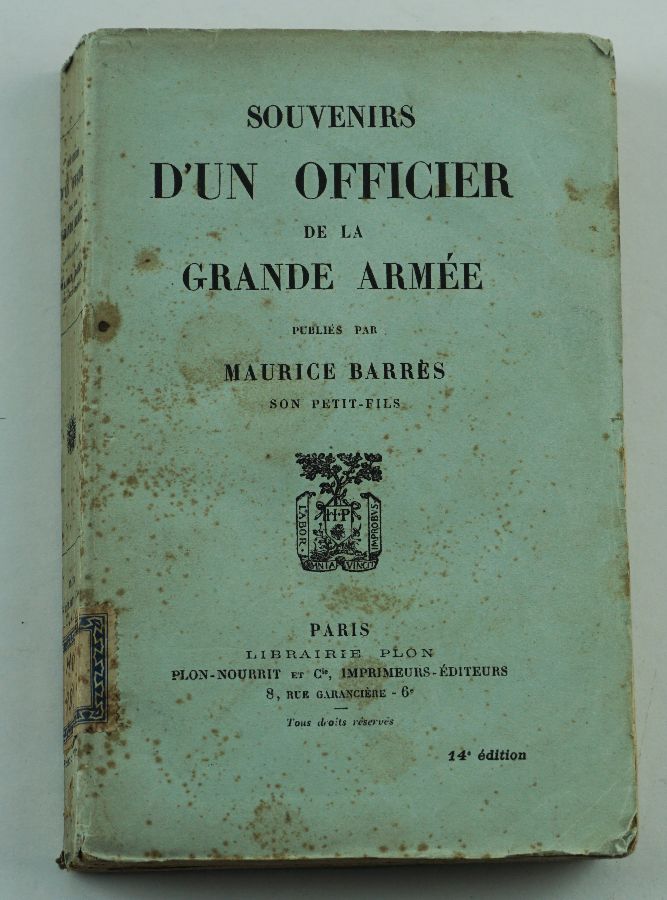 SOUVENIRS
D'UN OFFICIER
DE LA
GRANDE ARMÉE
PUBLIÉS PAR
MAURICE BARRÈS
SON PETIT-FILS
LABOR
H·P
IMPROBVS
OMNIA VINCIT
PARIS
LIBRAIRIE PLON
PLON-NOURRIT ET Cie, IMPRIMEURS-ÉDITEURS
8, RUE GARANCIÈRE - 6e
Tous droits réservés
14e édition